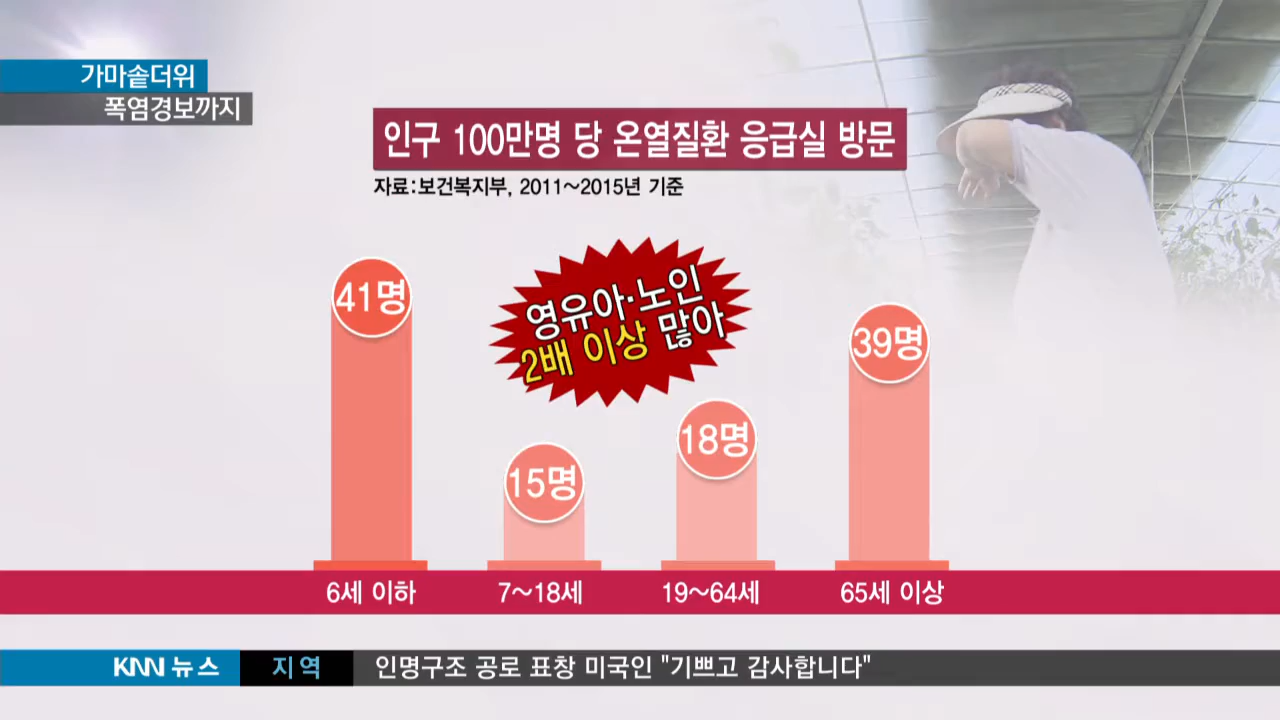 가마솥더위
폭염경보까지
인구 100만명 당 온열질환 응급실 방문
자료:보건복지부, 2011~2015년 기준
영유아·노인
2배 이상 많아
41명
15명
18명
39명
6세 이하
7~18세
19~64세
65세 이상
KNN 뉴스
지역
인명구조 공로 표창 미국인 "기쁘고 감사합니다"